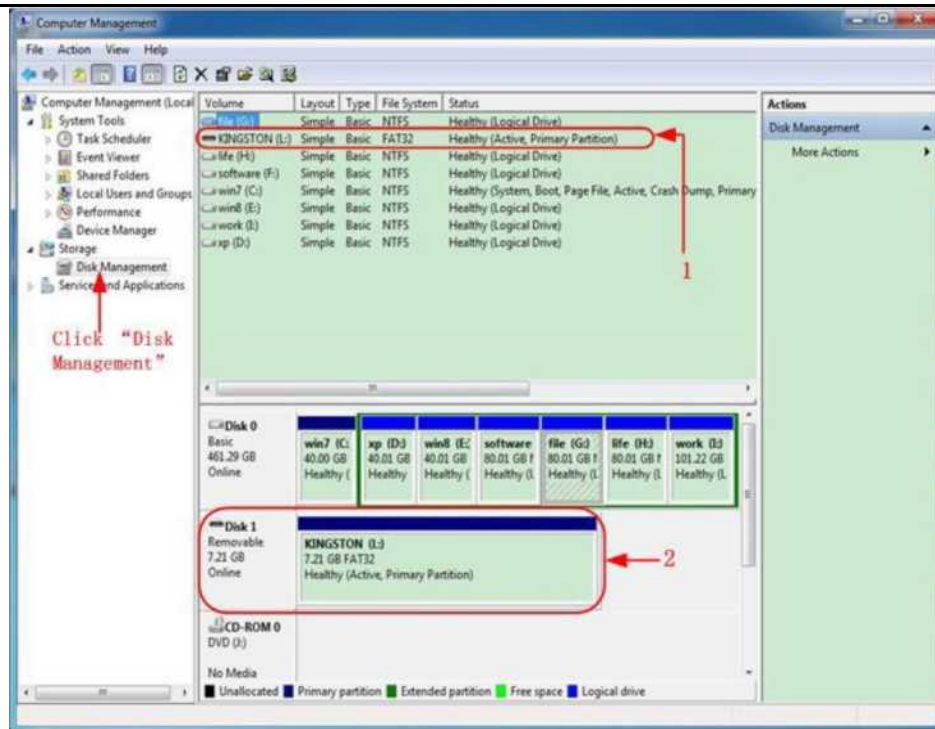 Computer Management
File Action View Help
Computer Management (Local
System Tools
Task Scheduler
Event Viewer
Shared Folders
Local Users and Groups
Performance
Device Manager
Storage
Disk Management
Services and Applications
Click “Disk
Management”
Volume Layout Type File System Status
file (G:) Simple Basic NTFS Healthy (Logical Drive)
KINGSTON (L:) Simple Basic FAT32 Healthy (Active, Primary Partition)
life (H:) Simple Basic NTFS Healthy (Logical Drive)
software (F:) Simple Basic NTFS Healthy (Logical Drive)
win7 (C:) Simple Basic NTFS Healthy (System, Boot, Page File, Active, Crash Dump, Primary
win8 (E:) Simple Basic NTFS Healthy (Logical Drive)
work (I:) Simple Basic NTFS Healthy (Logical Drive)
xp (D:) Simple Basic NTFS Healthy (Logical Drive)
1
Actions
Disk Management
More Actions
Disk 0
Basic
461.29 GB
Online
win7 (C:
40.00 GB
Healthy (
xp (D:)
40.01 GB
Healthy
win8 (E:
40.01 GB
Healthy (
software
80.01 GB
Healthy (L
file (G:)
80.01 GB
Healthy (L
life (H:)
80.01 GB
Healthy (L
work (I:)
101.22 GB
Healthy (L
Disk 1
Removable
7.21 GB
Online
KINGSTON (L:)
7.21 GB FAT32
Healthy (Active, Primary Partition)
2
CD-ROM 0
DVD (J:)
No Media
Unallocated Primary partition Extended partition Free space Logical drive